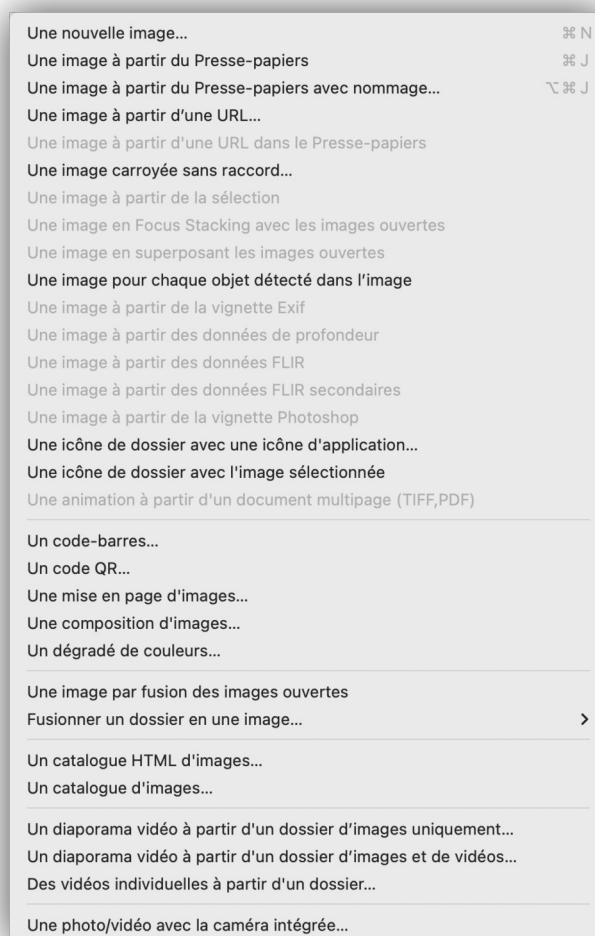 Une nouvelle image... ⌘ N
Une image à partir du Presse-papiers ⌘ J
Une image à partir du Presse-papiers avec nommage... ⌥ ⌘ J
Une image à partir d’une URL...
Une image à partir d'une URL dans le Presse-papiers
Une image carroyée sans raccord...
Une image à partir de la sélection
Une image en Focus Stacking avec les images ouvertes
Une image en superposant les images ouvertes
Une image pour chaque objet détecté dans l’image
Une image à partir de la vignette Exif
Une image à partir des données de profondeur
Une image à partir des données FLIR
Une image à partir des données FLIR secondaires
Une image à partir de la vignette Photoshop
Une icône de dossier avec une icône d'application...
Une icône de dossier avec l'image sélectionnée
Une animation à partir d'un document multipage (TIFF,PDF)
Un code-barres...
Un code QR...
Une mise en page d'images...
Une composition d'images...
Un dégradé de couleurs...
Une image par fusion des images ouvertes
Fusionner un dossier en une image...
Un catalogue HTML d'images...
Un catalogue d'images...
Un diaporama vidéo à partir d'un dossier d’images uniquement...
Un diaporama vidéo à partir d'un dossier d’images et de vidéos...
Des vidéos individuelles à partir d'un dossier...
Une photo/vidéo avec la caméra intégrée...